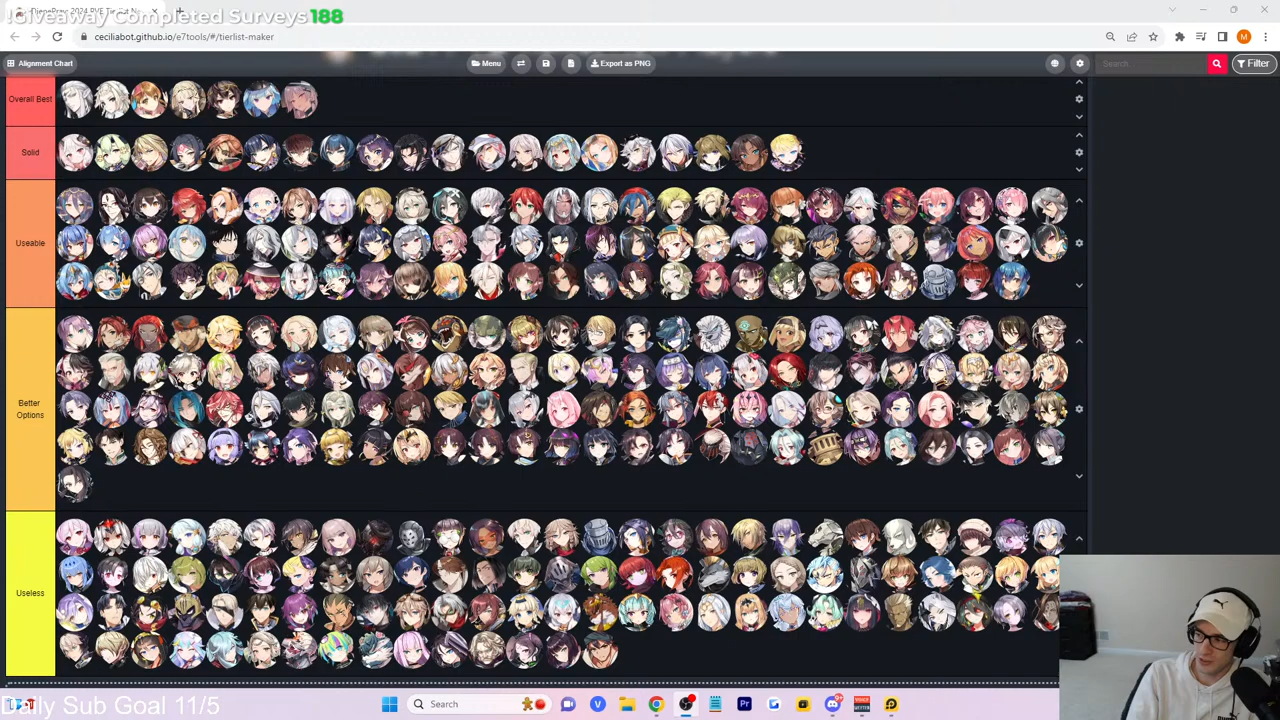 !Giveaway Completed Surveys 188
ceciliabot.github.io/e7tools/#/tierlist-maker
M
Alignment Chart
Menu
Export as PNG
Search...
Filter
Overall Best
Solid
Useable
Better Options
Useless
Daily Sub Goal 11/5
Search